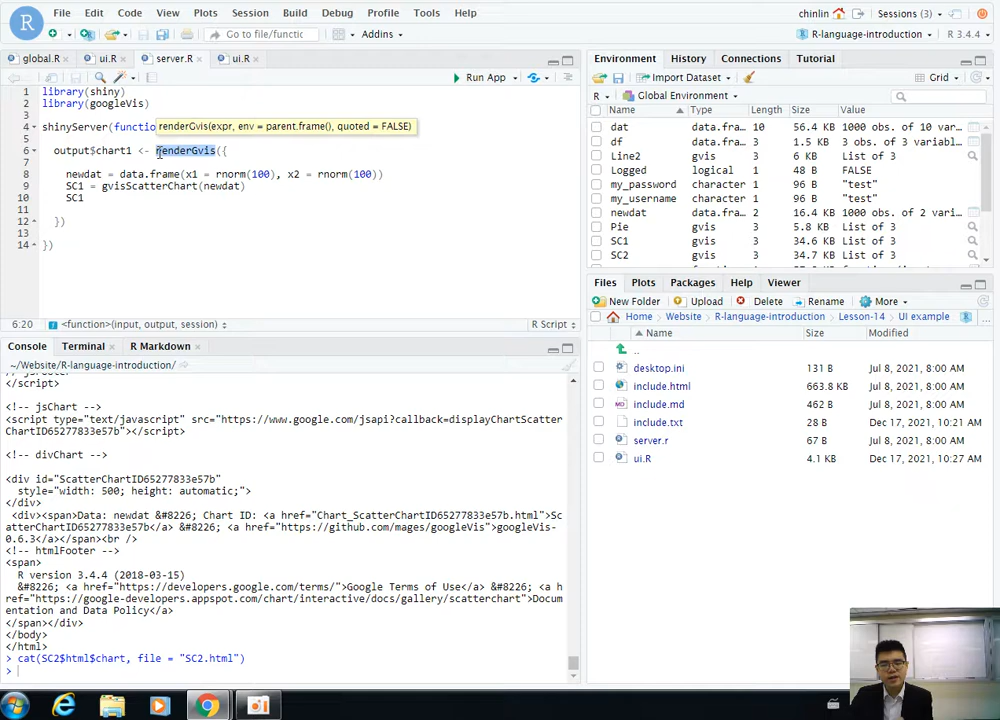 File Edit Code View Plots Session Build Debug Profile Tools Help
chinlin Sessions (3)
Go to file/functic Addins
R-language-introduction R 3.4.4
global.R ui.R server.R ui.R
Run App
1 library(shiny)
2 library(googleVis)
3
4 shinyServer(functio
renderGvis(expr, env = parent.frame(), quoted = FALSE)
5
6 output$chart1 <- renderGvis({
7
8 newdat = data.frame(x1 = rnorm(100), x2 = rnorm(100))
9 SC1 = gvisScatterChart(newdat)
10 SC1
11
12 })
13
14 })
6:20 <function>(input, output, session) R Script
Console Terminal R Markdown
~/Website/R-language-introduction/
</script>
<!-- jsChart -->
<script type="text/javascript" src="https://www.google.com/jsapi?callback=displayChartScatter
ChartID65277833e57b"></script>
<!-- divChart -->
<div id="ScatterChartID65277833e57b"
style="width: 500; height: automatic;">
</div>
<div><span>Data: newdat &#8226; Chart ID: <a href="Chart_ScatterChartID65277833e57b.html">Sc
atterChartID65277833e57b</a> &#8226; <a href="https://github.com/mages/googleVis">googleVis-
0.6.3</a></span><br />
<!-- htmlFooter -->
<span>
R version 3.4.4 (2018-03-15)
&#8226; <a href="https://developers.google.com/terms/">Google Terms of Use</a> &#8226; <a h
ref="https://google-developers.appspot.com/chart/interactive/docs/gallery/scatterchart">Docum
entation and Data Policy</a>
</span></div>
</body>
</html>
> cat(SC2$html$chart, file = "SC2.html")
>
Environment History Connections Tutorial
Import Dataset Grid
R Global Environment
Name Type Length Size Value
dat data.fra… 10 56.4 KB 1000 obs. of 10 var…
df data.fra… 3 1.5 KB 3 obs. of 3 variabl…
Line2 gvis 3 6 KB List of 3
Logged logical 1 48 B FALSE
my_password character 1 96 B "test"
my_username character 1 96 B "test"
newdat data.fra… 2 16.4 KB 1000 obs. of 2 vari…
Pie gvis 3 5.8 KB List of 3
SC1 gvis 3 34.6 KB List of 3
SC2 gvis 3 34.7 KB List of 3
Files Plots Packages Help Viewer
New Folder Upload Delete Rename More
Home Website R-language-introduction Lesson-14 UI example ...
Name Size Modified
..
desktop.ini 131 B Jul 8, 2021, 8:00 AM
include.html 663.8 KB Jul 8, 2021, 8:00 AM
include.md 462 B Jul 8, 2021, 8:00 AM
include.txt 28 B Dec 17, 2021, 10:21 AM
server.r 67 B Jul 8, 2021, 8:00 AM
ui.R 4.1 KB Dec 17, 2021, 10:27 AM